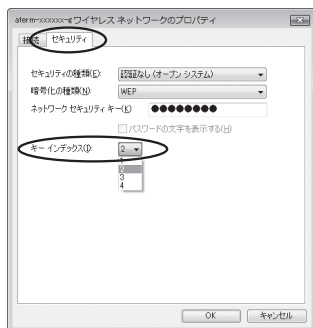 aterm-xxxxxx-gワイヤレス ネットワークのプロパティ
接続 セキュリティ
セキュリティの種類(E): 認証なし (オープン システム)
暗号化の種類(N): WEP
ネットワーク セキュリティ キー(K) ●●●●●●●●
パスワードの文字を表示する(H)
キー インデックス(I): 2
1
2
3
4
OK キャンセル